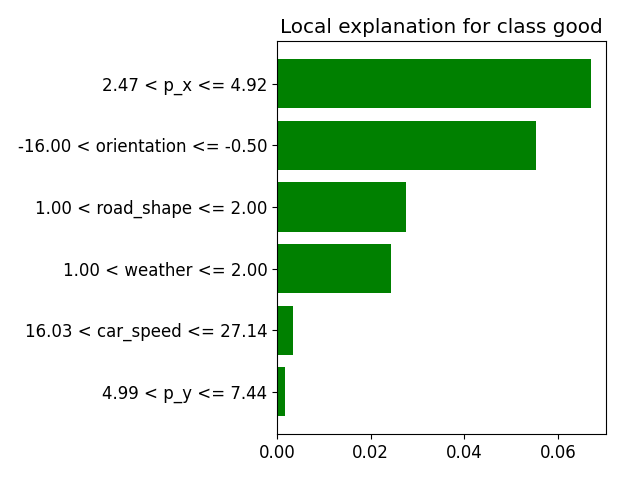 Local explanation for class good
2.47 < p_x <= 4.92
-16.00 < orientation <= -0.50
1.00 < road_shape <= 2.00
1.00 < weather <= 2.00
16.03 < car_speed <= 27.14
4.99 < p_y <= 7.44
0.00 0.02 0.04 0.06